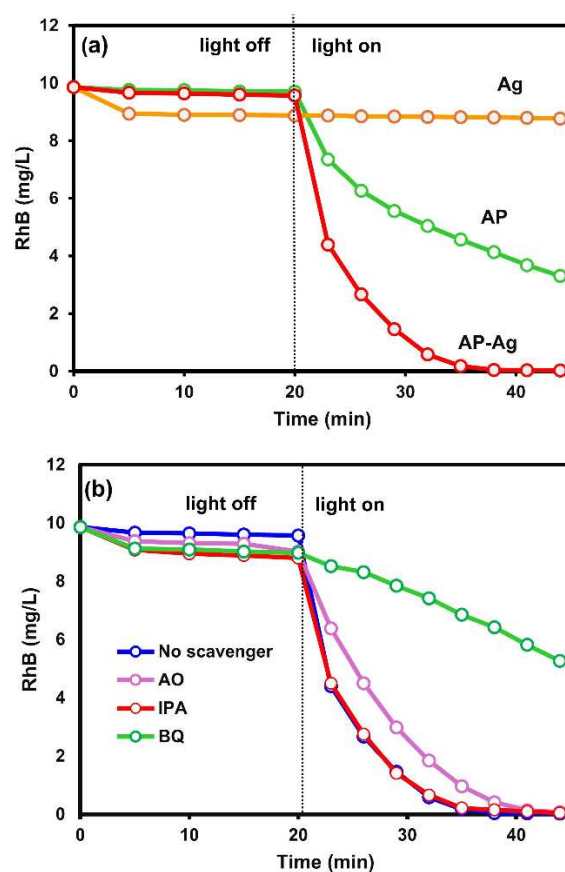 12
(a)
light off
light on
10
Ag
8
RhB (mg/L)
6
AP
4
2
AP-Ag
0
0 10 20 30 40
Time (min)
12
(b)
light off
light on
10
8
RhB (mg/L)
6
No scavenger
AO
4
IPA
BQ
2
0
0 10 20 30 40
Time (min)